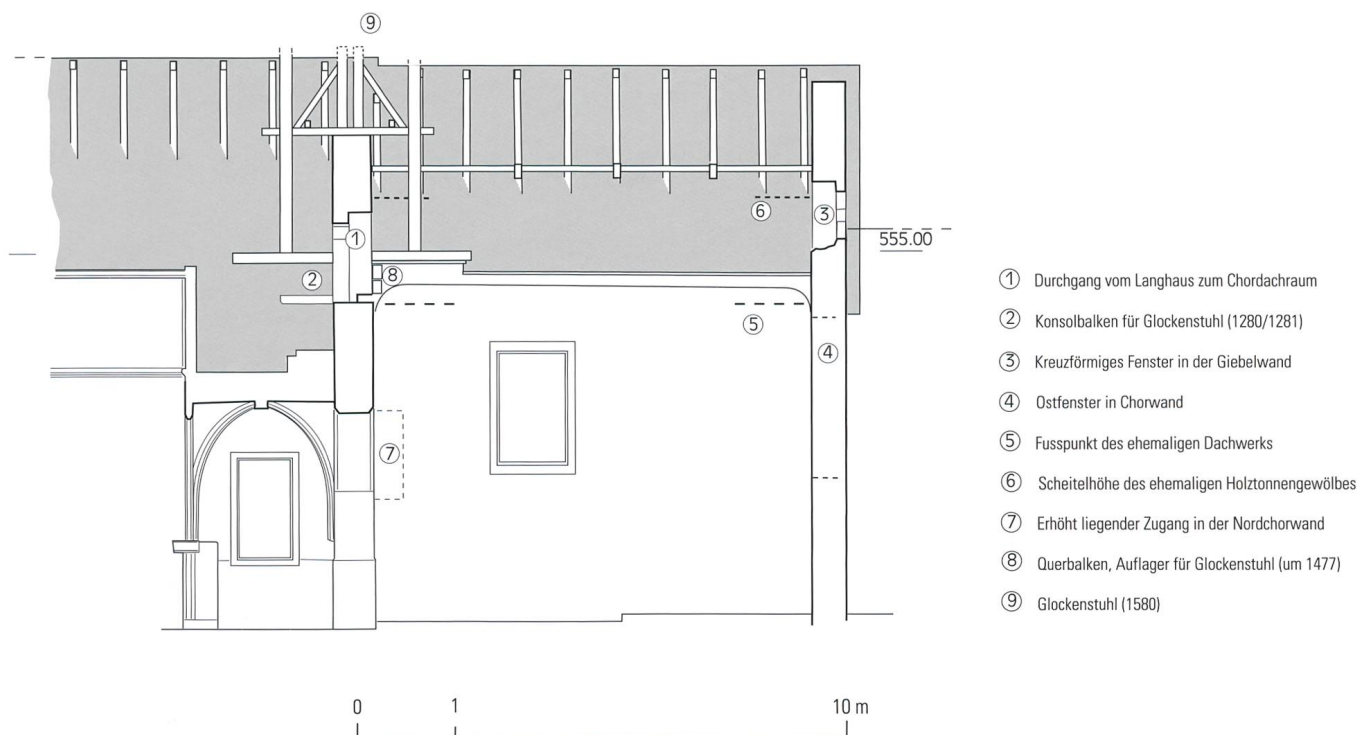 ⑨
⑥
③
①
555.00
②
⑧
⑤
④
⑦
① Durchgang vom Langhaus zum Chordachraum
② Konsolbalken für Glockenstuhl (1280/1281)
③ Kreuzförmiges Fenster in der Giebelwand
④ Ostfenster in Chorwand
⑤ Fusspunkt des ehemaligen Dachwerks
⑥ Scheitelhöhe des ehemaligen Holztonnengewölbes
⑦ Erhöht liegender Zugang in der Nordchorwand
⑧ Querbalken, Auflager für Glockenstuhl (um 1477)
⑨ Glockenstuhl (1580)
0 1 10 m